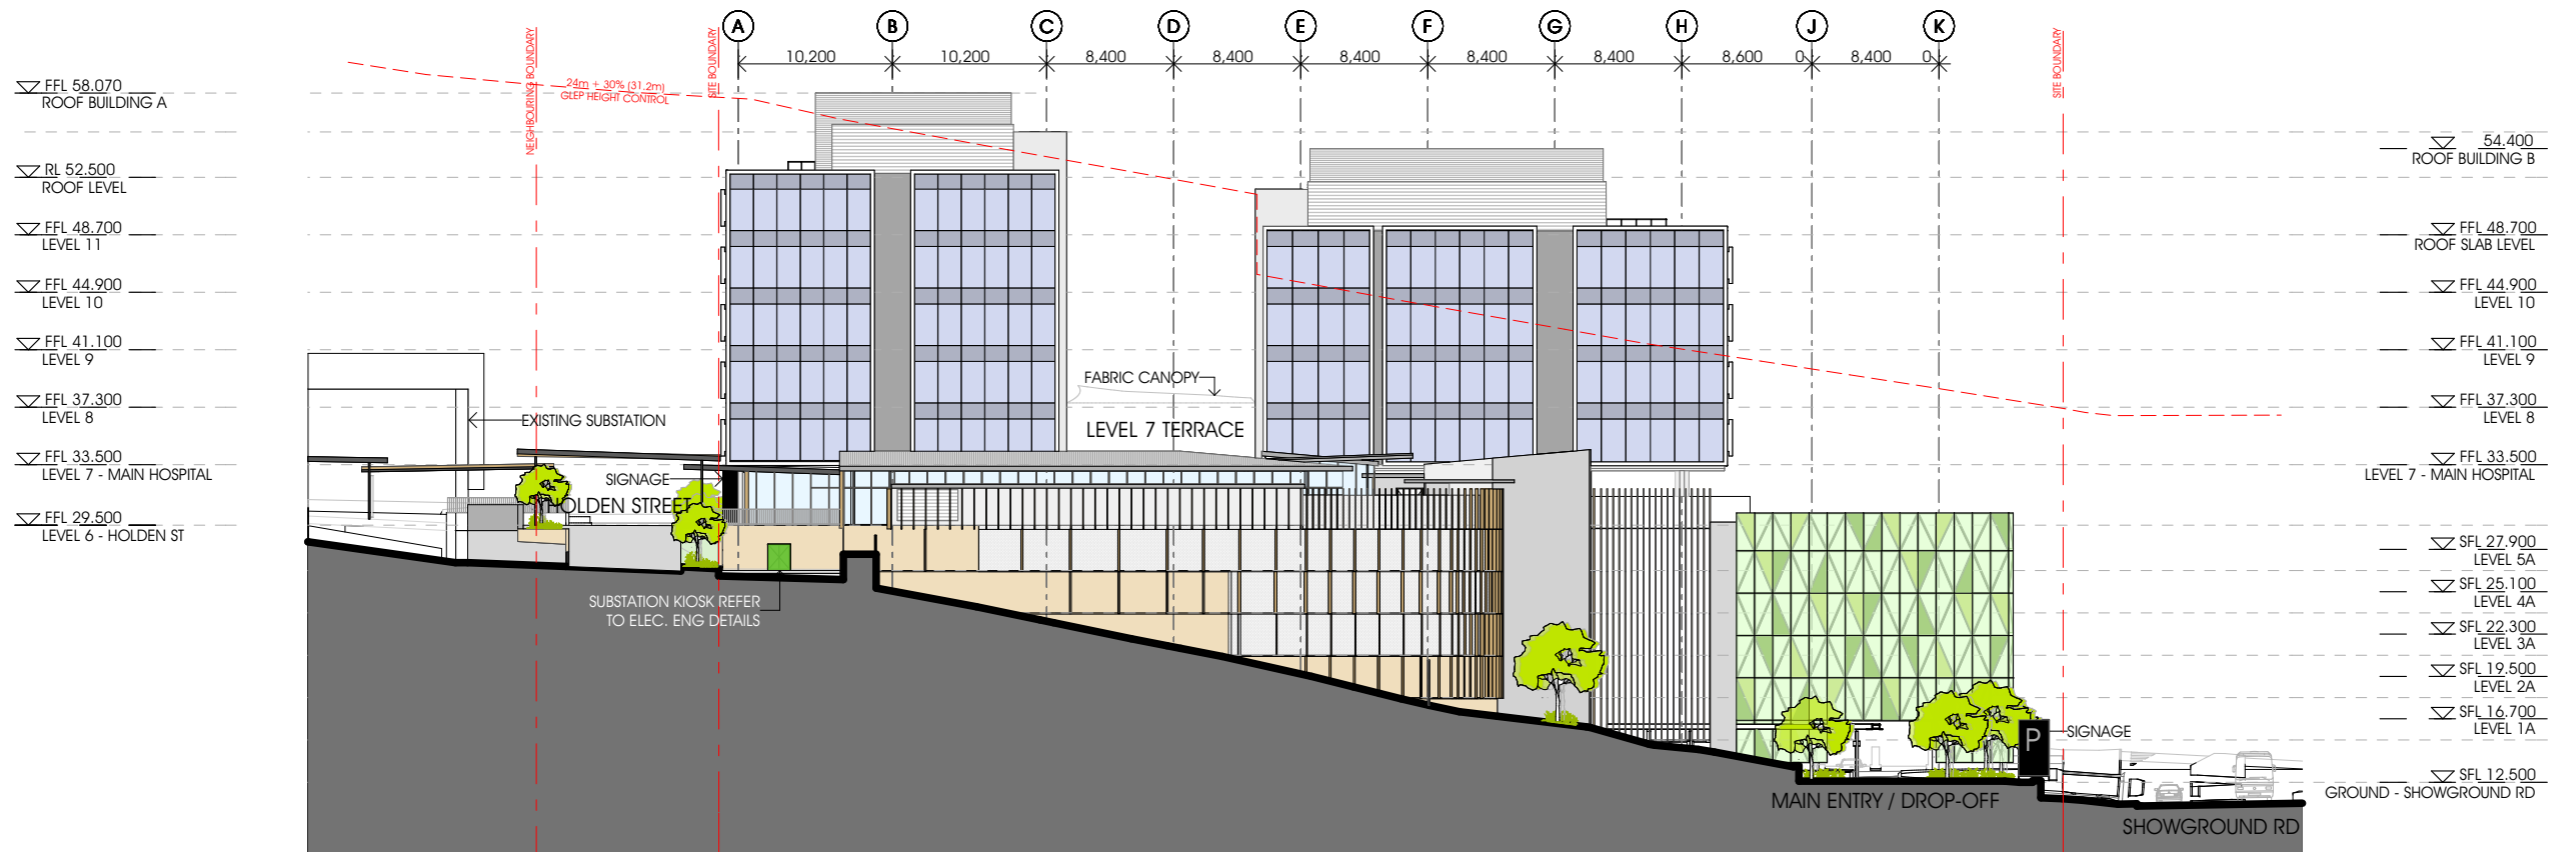 A B C D E F G H J K
10,200 10,200 8,400 8,400 8,400 8,400 8,400 8,600 0 8,400 0
NEIGHBOURING BOUNDARY
SITE BOUNDARY
SITE BOUNDARY
24m + 30% (31.2m)
GLEP HEIGHT CONTROL
FFL 58.070
ROOF BUILDING A
RL 52.500
ROOF LEVEL
FFL 48.700
LEVEL 11
FFL 44.900
LEVEL 10
FFL 41.100
LEVEL 9
FFL 37.300
LEVEL 8
FFL 33.500
LEVEL 7 - MAIN HOSPITAL
FFL 29.500
LEVEL 6 - HOLDEN ST
EXISTING SUBSTATION
SIGNAGE
HOLDEN STREET
SUBSTATION KIOSK REFER
TO ELEC. ENG DETAILS
FABRIC CANOPY
LEVEL 7 TERRACE
P
SIGNAGE
MAIN ENTRY / DROP-OFF
SHOWGROUND RD
54.400
ROOF BUILDING B
FFL 48.700
ROOF SLAB LEVEL
FFL 44.900
LEVEL 10
FFL 41.100
LEVEL 9
FFL 37.300
LEVEL 8
FFL 33.500
LEVEL 7 - MAIN HOSPITAL
SFL 27.900
LEVEL 5A
SFL 25.100
LEVEL 4A
SFL 22.300
LEVEL 3A
SFL 19.500
LEVEL 2A
SFL 16.700
LEVEL 1A
SFL 12.500
GROUND - SHOWGROUND RD